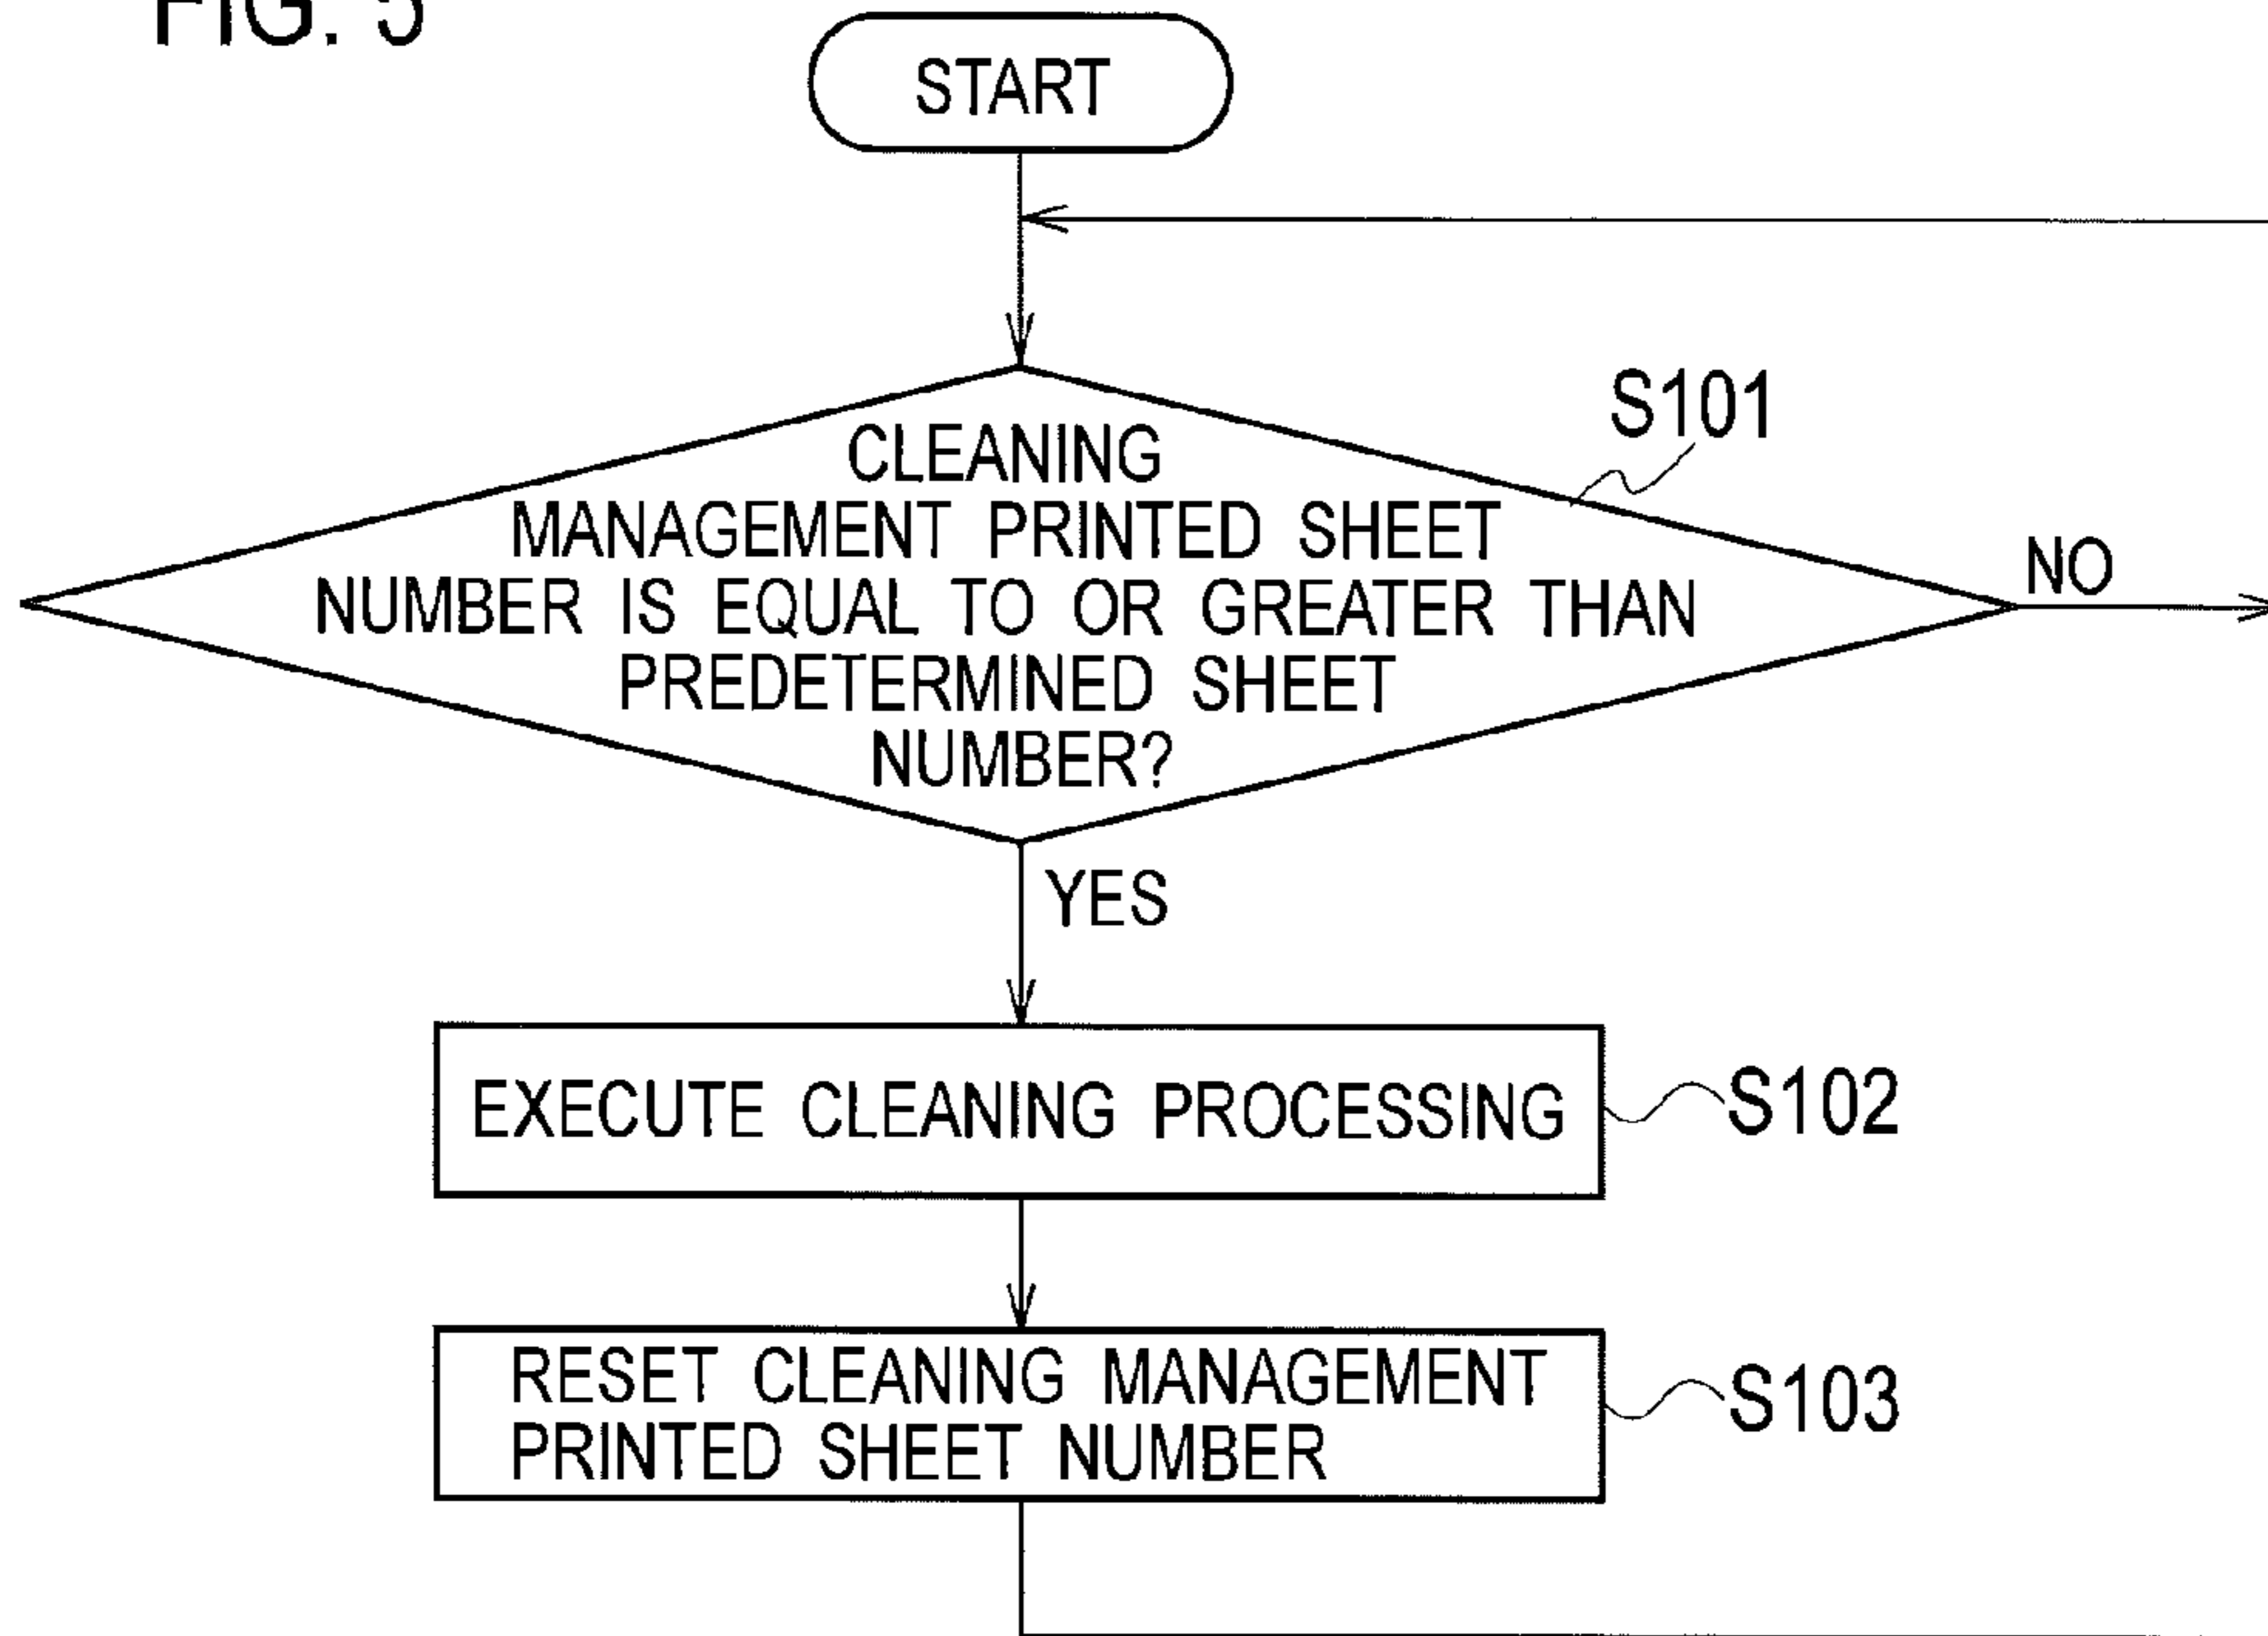 FIG. 5
START
S101
CLEANING
MANAGEMENT PRINTED SHEET
NUMBER IS EQUAL TO OR GREATER THAN
PREDETERMINED SHEET
NUMBER?
NO
YES
EXECUTE CLEANING PROCESSING
S102
RESET CLEANING MANAGEMENT
PRINTED SHEET NUMBER
S103